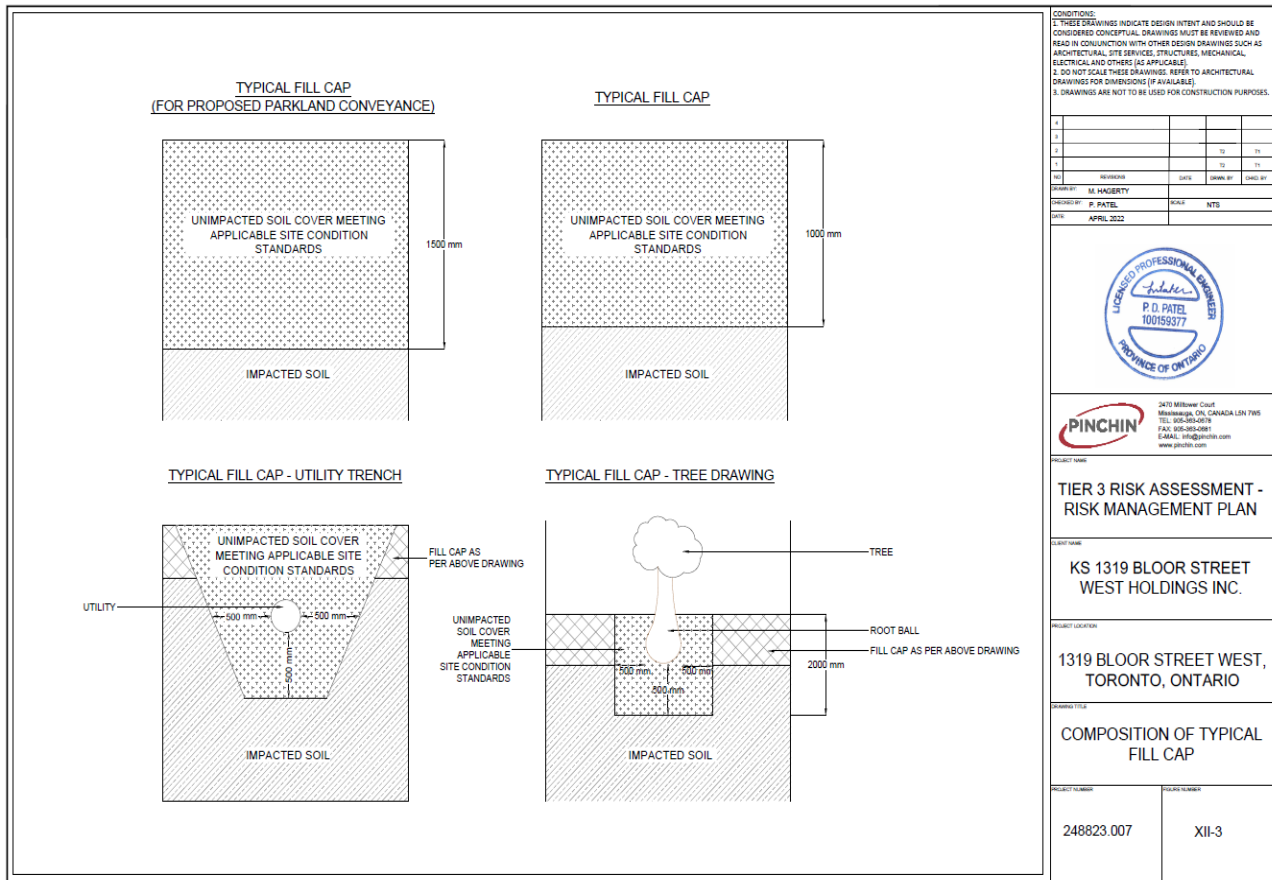 TYPICAL FILL CAP
(FOR PROPOSED PARKLAND CONVEYANCE)
UNIMPACTED SOIL COVER MEETING
APPLICABLE SITE CONDITION
STANDARDS
1500 mm
IMPACTED SOIL
TYPICAL FILL CAP
UNIMPACTED SOIL COVER MEETING
APPLICABLE SITE CONDITION
STANDARDS
1000 mm
IMPACTED SOIL
TYPICAL FILL CAP - UTILITY TRENCH
UNIMPACTED SOIL COVER
MEETING APPLICABLE SITE
CONDITION STANDARDS
FILL CAP AS
PER ABOVE DRAWING
UTILITY
500 mm
500 mm
500 mm
IMPACTED SOIL
TYPICAL FILL CAP - TREE DRAWING
TREE
UNIMPACTED
SOIL COVER
MEETING
APPLICABLE
SITE CONDITION
STANDARDS
ROOT BALL
FILL CAP AS PER ABOVE DRAWING
500 mm
500 mm
500 mm
2000 mm
IMPACTED SOIL
CONDITIONS:
1. THESE DRAWINGS INDICATE DESIGN INTENT AND SHOULD BE
CONSIDERED CONCEPTUAL. DRAWINGS MUST BE REVIEWED AND
READ IN CONJUNCTION WITH OTHER DESIGN DRAWINGS SUCH AS
ARCHITECTURAL, SITE SERVICES, STRUCTURES, MECHANICAL,
ELECTRICAL AND OTHERS (AS APPLICABLE).
2. DO NOT SCALE THESE DRAWINGS. REFER TO ARCHITECTURAL
DRAWINGS FOR DIMENSIONS (IF AVAILABLE).
3. DRAWINGS ARE NOT TO BE USED FOR CONSTRUCTION PURPOSES.
4
3
2 T2 T1
1 T2 T1
NO REVISIONS DATE DRWN. BY CHKD. BY
DRAWN BY: M. HAGERTY
CHECKED BY: P. PATEL SCALE NTS
DATE: APRIL 2022
LICENSED PROFESSIONAL ENGINEER
P. D. PATEL
100159377
PROVINCE OF ONTARIO
PINCHIN
2470 Milltower Court
Mississauga, ON, CANADA L5N 7W5
TEL: 905-363-0678
FAX: 905-363-0681
E-MAIL: info@pinchin.com
www.pinchin.com
PROJECT NAME
TIER 3 RISK ASSESSMENT -
RISK MANAGEMENT PLAN
CLIENT NAME
KS 1319 BLOOR STREET
WEST HOLDINGS INC.
PROJECT LOCATION
1319 BLOOR STREET WEST,
TORONTO, ONTARIO
DRAWING TITLE
COMPOSITION OF TYPICAL
FILL CAP
PROJECT NUMBER
248823.007
FIGURE NUMBER
XII-3